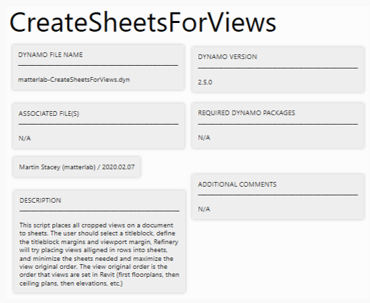 CreateSheetsForViews
DYNAMO FILE NAME
matterlab-CreateSheetsForViews.dyn
DYNAMO VERSION
2.5.0
ASSOCIATED FILE(S)
N/A
REQUIRED DYNAMO PACKAGES
N/A
Martin Stacey (matterlab) / 2020.02.07
ADDITIONAL COMMENTS
N/A
DESCRIPTION
This script places all cropped views on a document
to sheets. The user should select a titleblock, define
the titleblock margins and viewport margin, Refinery
will try placing views alligned in rows into sheets,
and minimize the sheets needed and maximize the
view original order. The view original order is the
order that views are set in Revit (first floorplans, then
ceiling plans, then elevations, etc.)